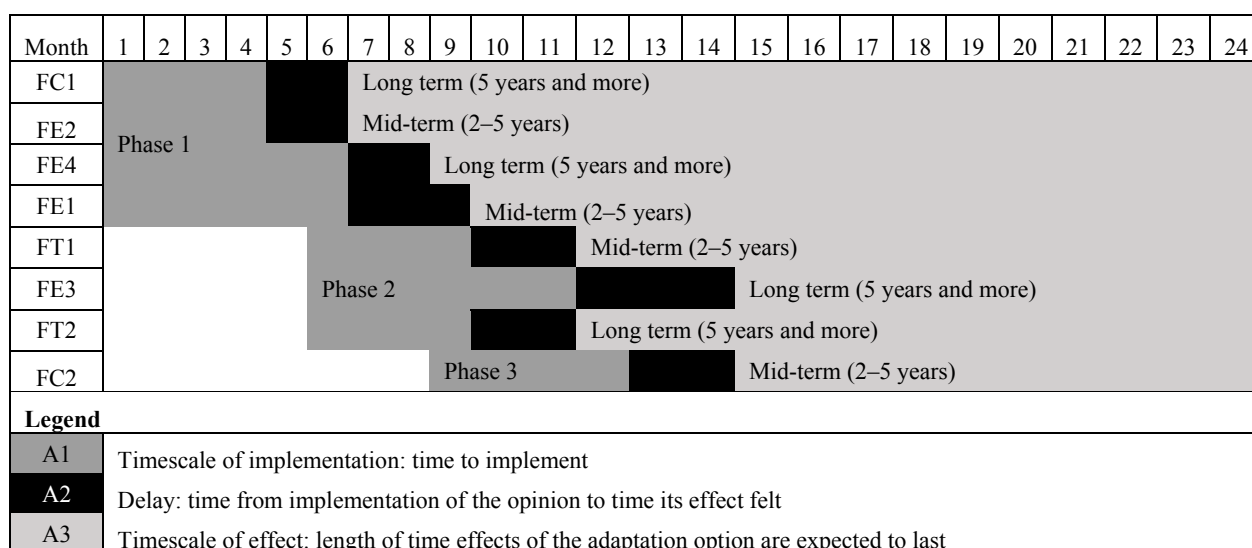 Month 1 2 3 4 5 6 7 8 9 10 11 12 13 14 15 16 17 18 19 20 21 22 23 24
FC1 Long term (5 years and more)
FE2 Mid-term (2–5 years)
Phase 1
FE4 Long term (5 years and more)
FE1 Mid-term (2–5 years)
FT1 Mid-term (2–5 years)
FE3 Phase 2 Long term (5 years and more)
FT2 Long term (5 years and more)
FC2 Phase 3 Mid-term (2–5 years)
Legend
A1 Timescale of implementation: time to implement
A2 Delay: time from implementation of the opinion to time its effect felt
A3 Timescale of effect: length of time effects of the adaptation option are expected to last